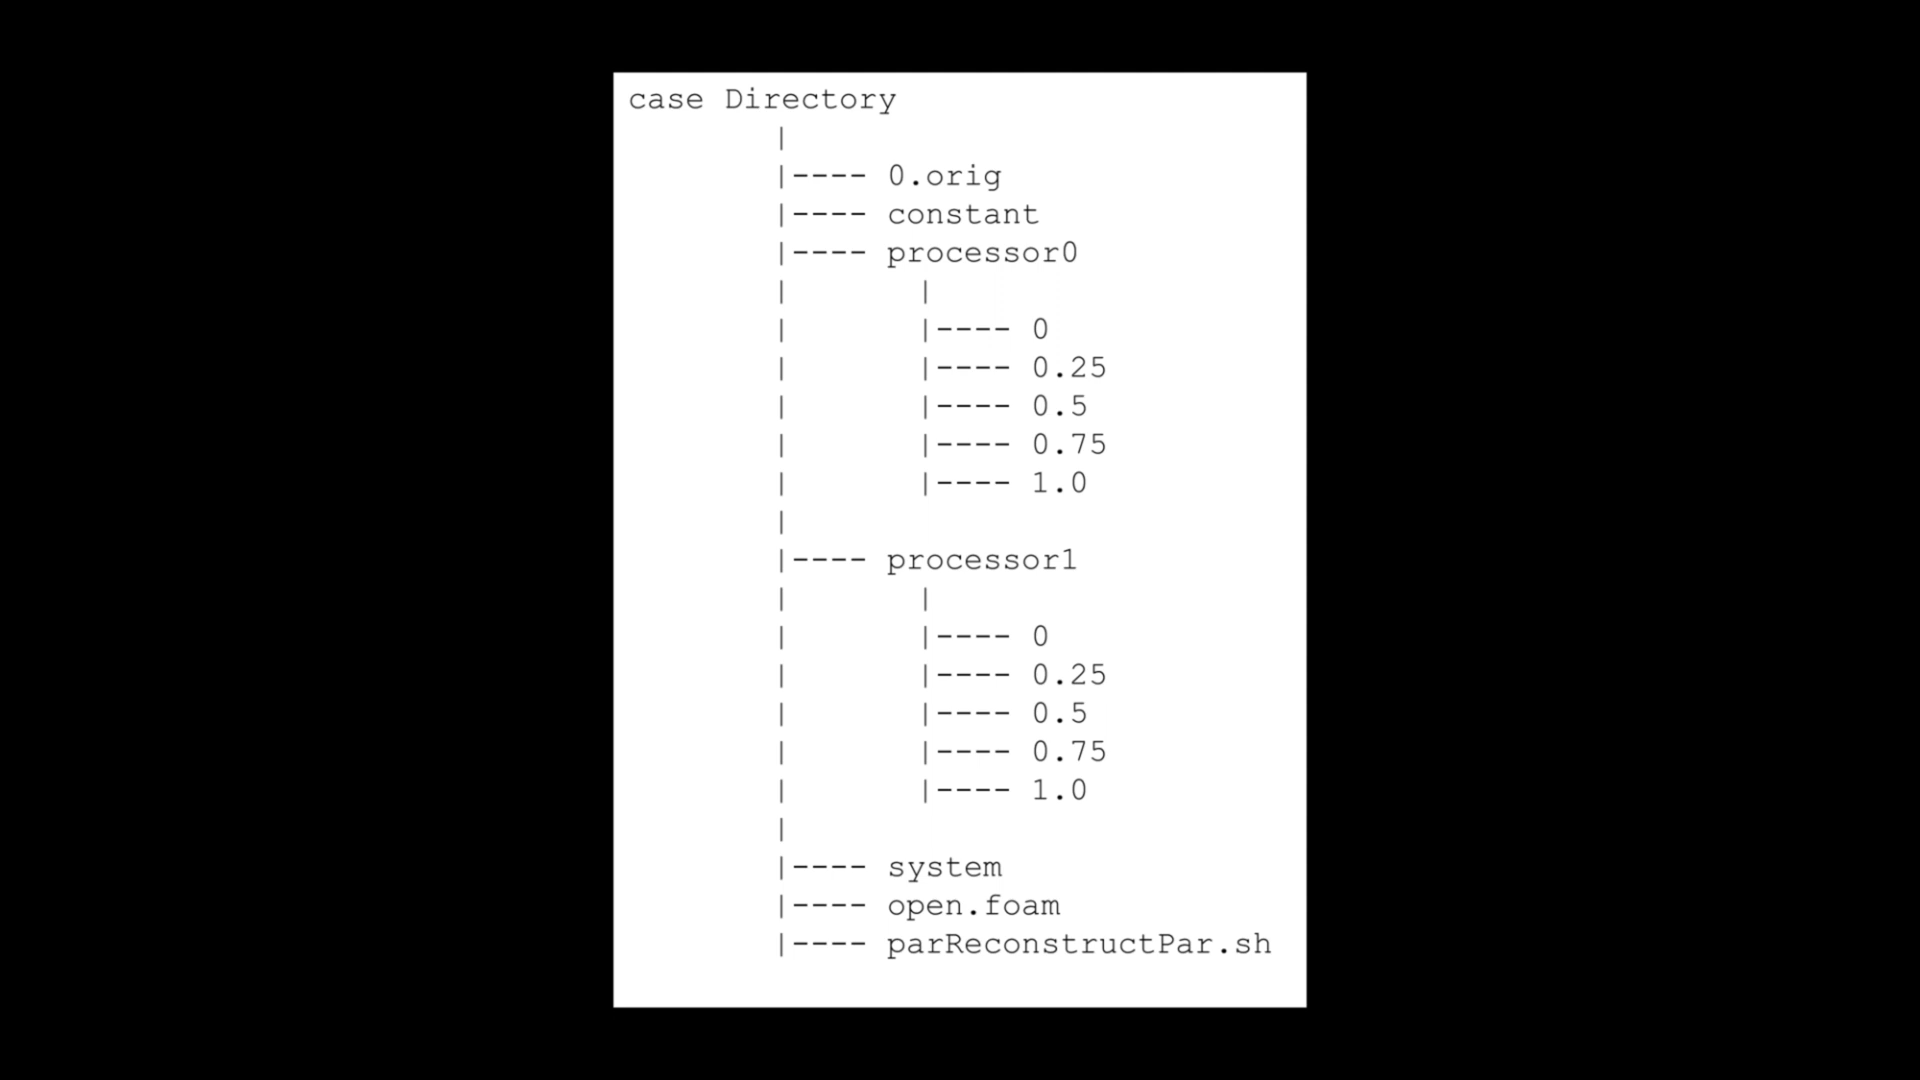 case Directory
|
|---- 0.orig
|---- constant
|---- processor0
| |
| |---- 0
| |---- 0.25
| |---- 0.5
| |---- 0.75
| |---- 1.0
|
|---- processor1
| |
| |---- 0
| |---- 0.25
| |---- 0.5
| |---- 0.75
| |---- 1.0
|
|---- system
|---- open.foam
|---- parReconstructPar.sh